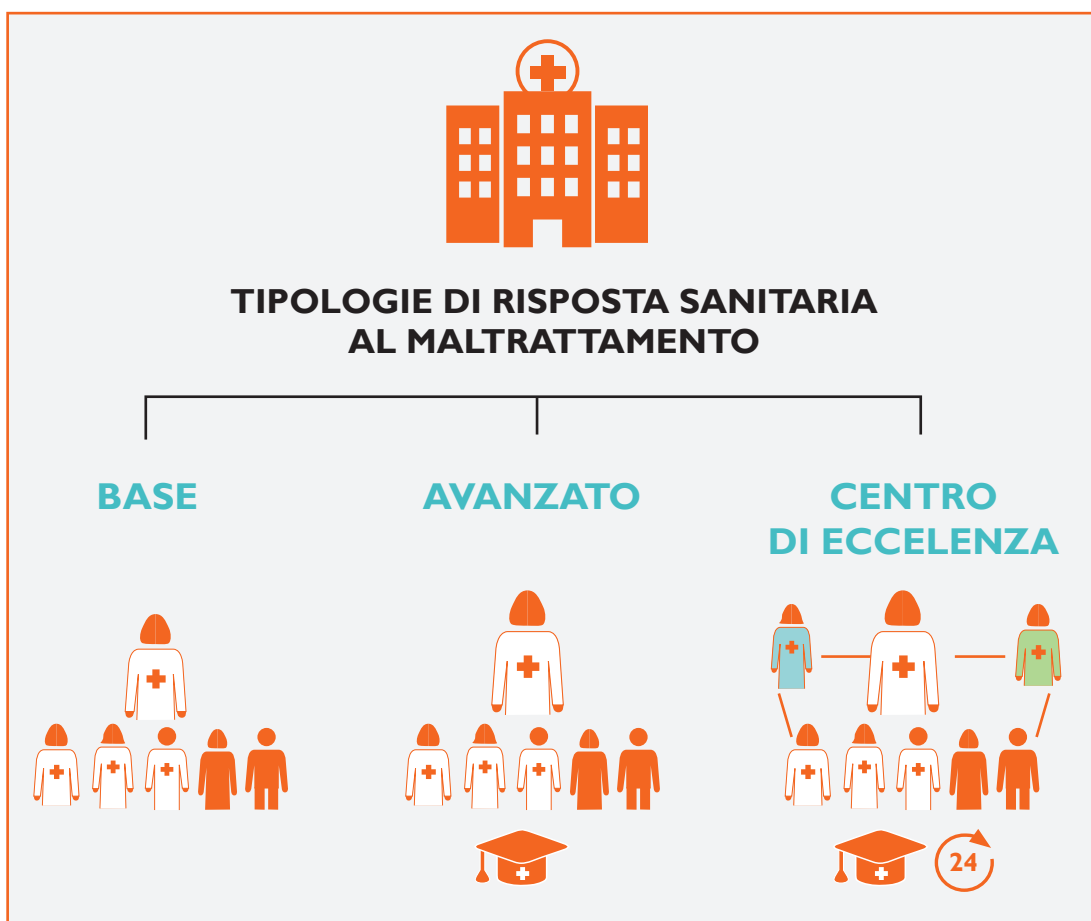 TIPOLOGIE DI RISPOSTA SANITARIA
AL MALTRATTAMENTO
BASE
AVANZATO
CENTRO
DI ECCELENZA
24